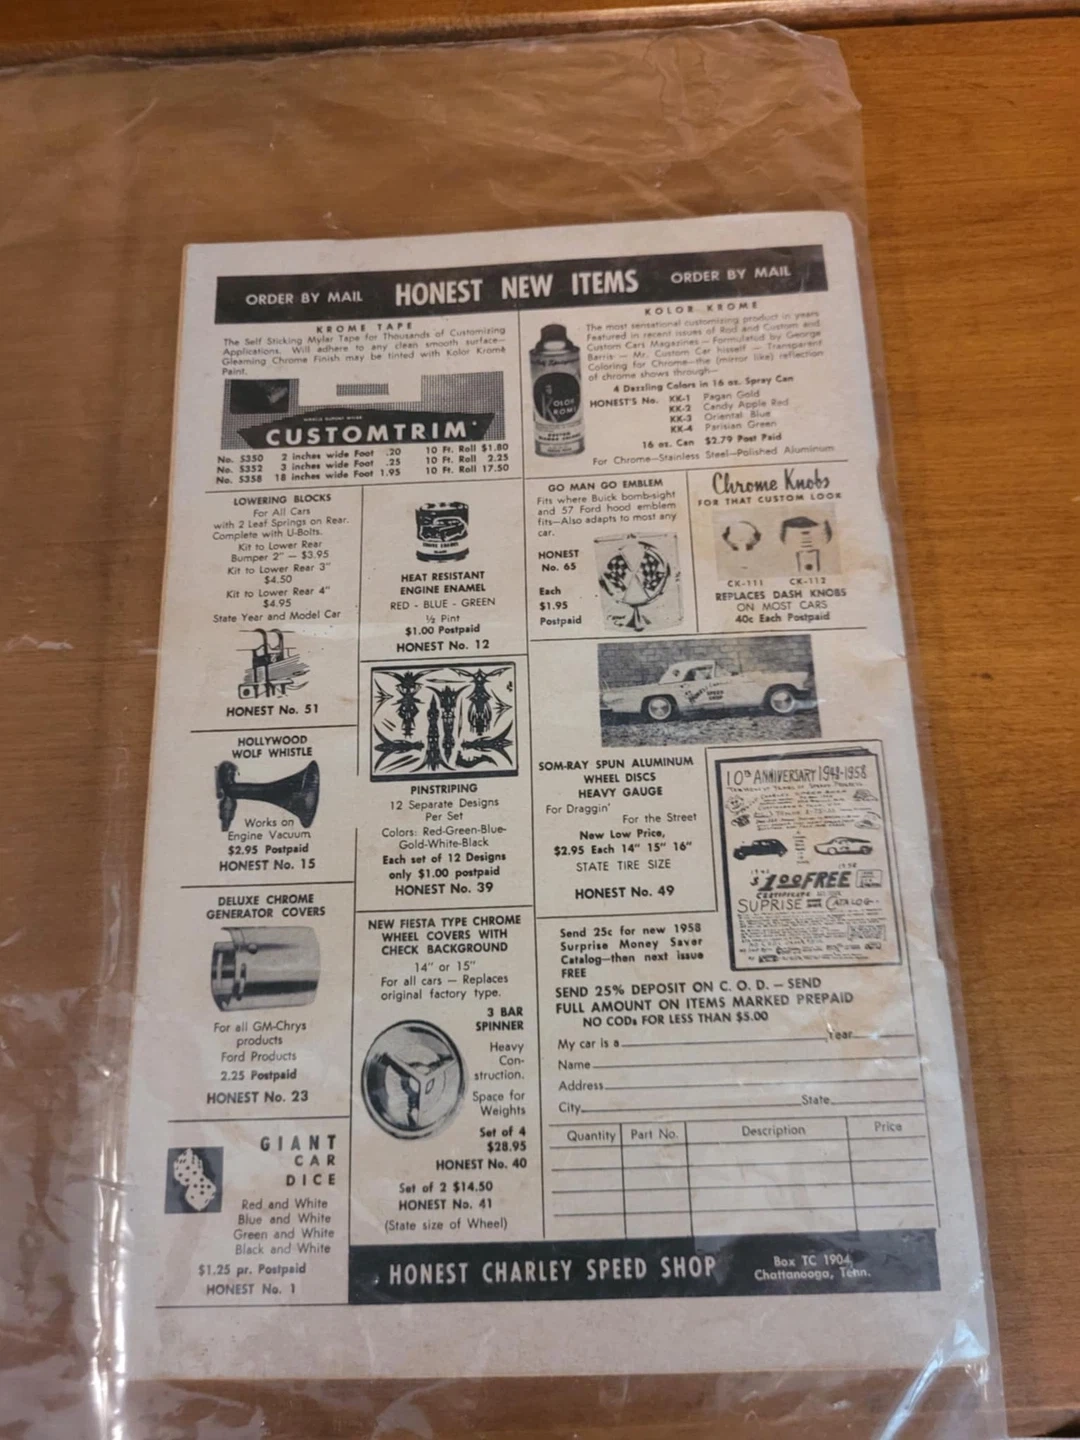 ORDER BY MAIL HONEST NEW ITEMS ORDER BY MAIL
KROME TAPE
The Self Sticking Mylar Tape for Thousands of Customizing
Applications. Will adhere to any clean smooth surface—
Gleaming Chrome Finish may be tinted with Kolor Krome
Paint.
CUSTOMTRIM
No. S350 2 inches wide Foot .20 10 Ft. Roll $1.80
No. S352 3 inches wide Foot .25 10 Ft. Roll 2.25
No. S358 18 inches wide Foot 1.95 10 Ft. Roll 17.50
KOLOR KROME
The most sensational customizing product in years
Featured in recent issues of Rod and Custom and
Custom Cars Magazines — Formulated by George
Barris — Mr. Custom Car hisself — Transparent
Coloring for Chrome—the (mirror like) reflection
of chrome shows through—
4 Dazzling Colors in 16 oz. Spray Can
HONEST'S No. KK-1 Pagan Gold
KK-2 Candy Apple Red
KK-3 Oriental Blue
KK-4 Parisian Green
16 oz. Can $2.79 Post Paid
For Chrome—Stainless Steel—Polished Aluminum
KOLOR
KROME
LOWERING BLOCKS
For All Cars
with 2 Leaf Springs on Rear.
Complete with U-Bolts.
Kit to Lower Rear
Bumper 2" — $3.95
Kit to Lower Rear 3"
$4.50
Kit to Lower Rear 4"
$4.95
State Year and Model Car
HONEST No. 51
HEAT RESISTANT
ENGINE ENAMEL
RED - BLUE - GREEN
½ Pint
$1.00 Postpaid
HONEST No. 12
GO MAN GO EMBLEM
Fits where Buick bomb-sight
and 57 Ford hood emblem
fits—Also adapts to most any
car.
HONEST
No. 65
Each
$1.95
Postpaid
Chrome Knobs
FOR THAT CUSTOM LOOK
CK-111 CK-112
REPLACES DASH KNOBS
ON MOST CARS
40c Each Postpaid
HOLLYWOOD
WOLF WHISTLE
Works on
Engine Vacuum
$2.95 Postpaid
HONEST No. 15
PINSTRIPING
12 Separate Designs
Per Set
Colors: Red-Green-Blue-
Gold-White-Black
Each set of 12 Designs
only $1.00 postpaid
HONEST No. 39
SOM-RAY SPUN ALUMINUM
WHEEL DISCS
HEAVY GAUGE
For Draggin'
For the Street
New Low Price,
$2.95 Each 14" 15" 16"
STATE TIRE SIZE
HONEST No. 49
10th ANNIVERSARY 1948-1958
$1.00 FREE
SUPRISE CATALOG
DELUXE CHROME
GENERATOR COVERS
For all GM-Chrys
products
Ford Products
2.25 Postpaid
HONEST No. 23
NEW FIESTA TYPE CHROME
WHEEL COVERS WITH
CHECK BACKGROUND
14" or 15"
For all cars — Replaces
original factory type.
3 BAR
SPINNER
Heavy
Con-
struction.
Space for
Weights
Set of 4
$28.95
HONEST No. 40
Set of 2 $14.50
HONEST No. 41
(State size of Wheel)
Send 25c for new 1958
Surprise Money Saver
Catalog—then next issue
FREE
SEND 25% DEPOSIT ON C. O. D. — SEND
FULL AMOUNT ON ITEMS MARKED PREPAID
NO CODs FOR LESS THAN $5.00
My car is a Year
Name
Address
City State
Quantity Part No. Description Price
GIANT
CAR
DICE
Red and White
Blue and White
Green and White
Black and White
$1.25 pr. Postpaid
HONEST No. 1
HONEST CHARLEY SPEED SHOP
Box TC 1904,
Chattanooga, Tenn.